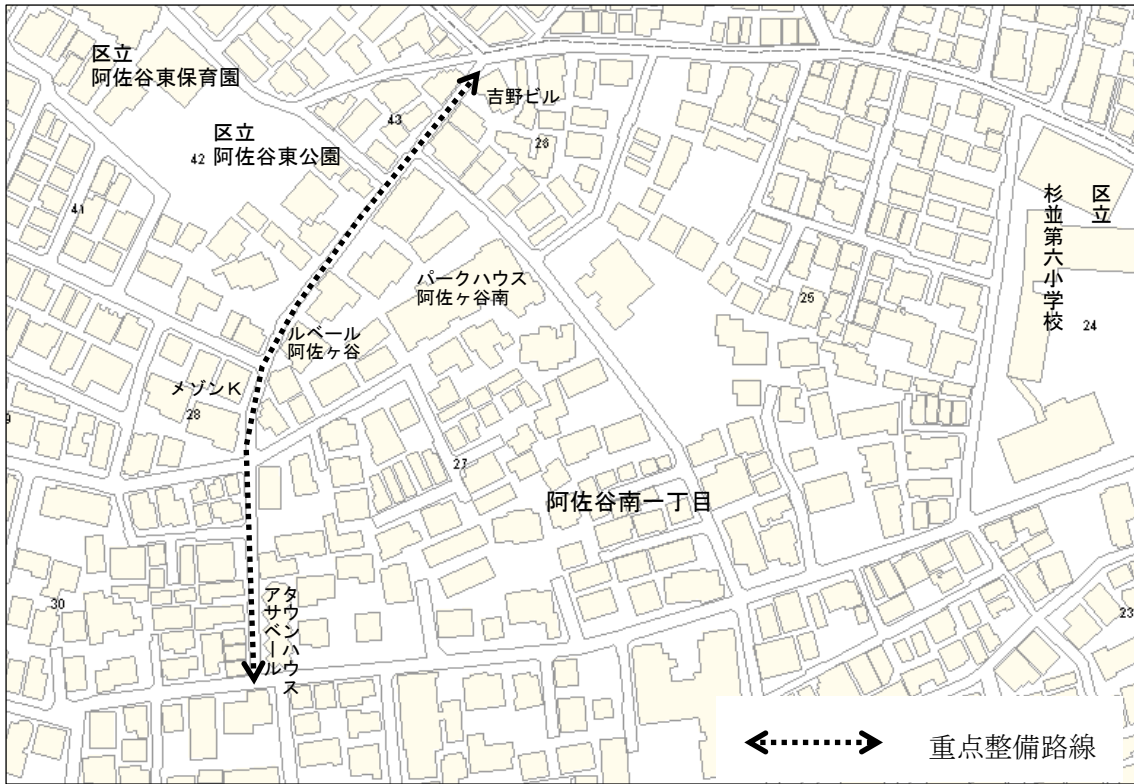 区立
阿佐谷東保育園
区立
阿佐谷東公園
42
43
吉野ビル
26
41
パークハウス
阿佐ヶ谷南
ルベール
阿佐ヶ谷
メゾンK
28
25
区立
杉並第六小学校
24
27
阿佐谷南一丁目
30
タウンハウス
アサベール
23
重点整備路線